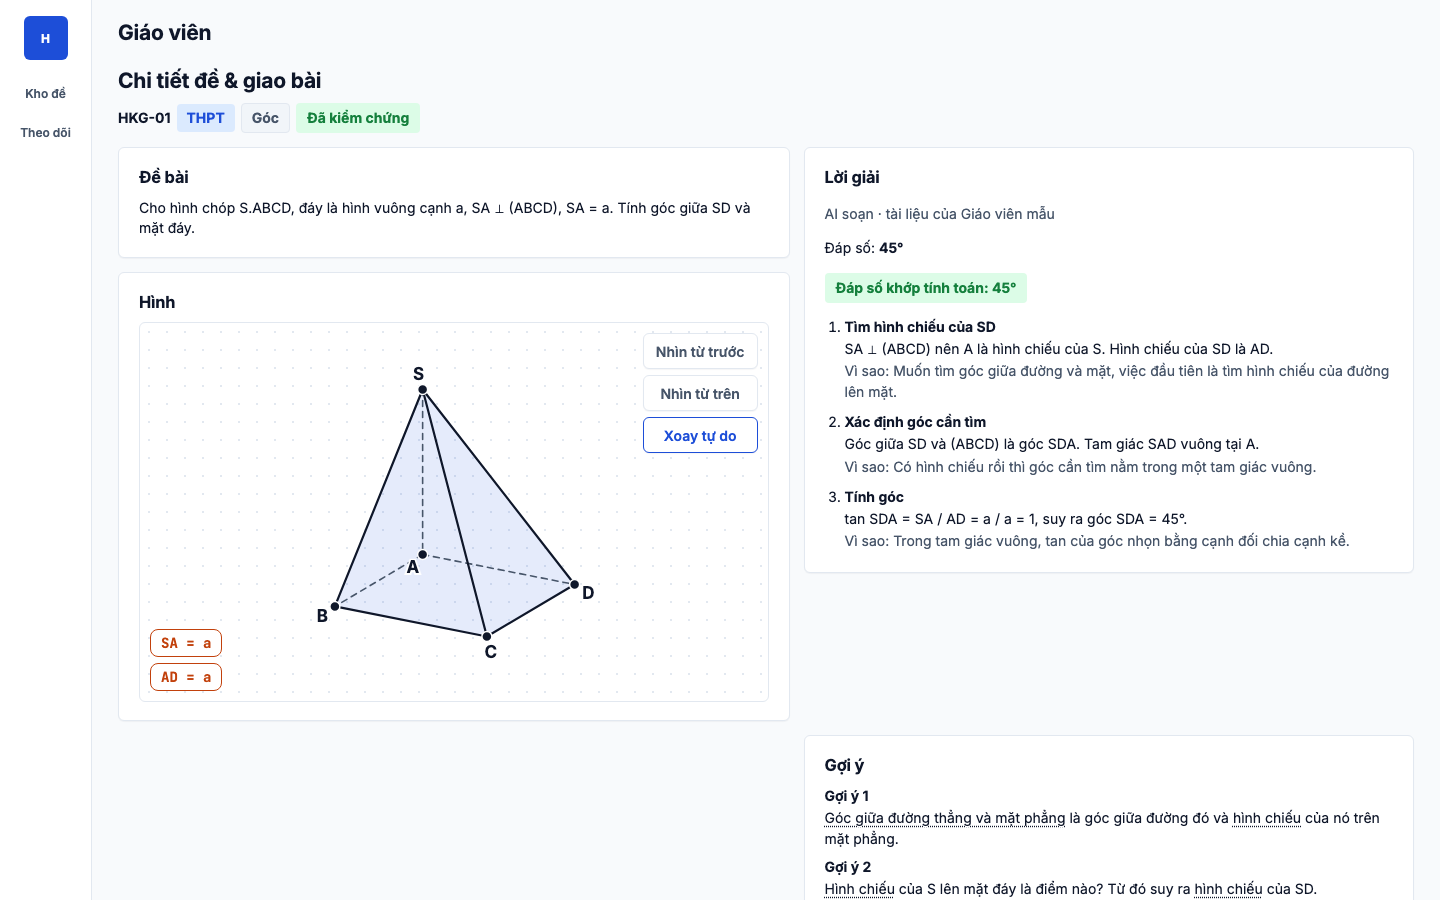 H
Kho đề
Theo dõi
Giáo viên
Chi tiết đề & giao bài
HKG-01 THPT Góc Đã kiểm chứng
Đề bài
Cho hình chóp S.ABCD, đáy là hình vuông cạnh a, SA ⊥ (ABCD), SA = a. Tính góc giữa SD và
mặt đáy.
Hình
Nhìn từ trước
Nhìn từ trên
Xoay tự do
S
A
B
C
D
SA = a
AD = a
Lời giải
AI soạn · tài liệu của Giáo viên mẫu
Đáp số: 45°
Đáp số khớp tính toán: 45°
1. Tìm hình chiếu của SD
SA ⊥ (ABCD) nên A là hình chiếu của S. Hình chiếu của SD là AD.
Vì sao: Muốn tìm góc giữa đường và mặt, việc đầu tiên là tìm hình chiếu của đường
lên mặt.
2. Xác định góc cần tìm
Góc giữa SD và (ABCD) là góc SDA. Tam giác SAD vuông tại A.
Vì sao: Có hình chiếu rồi thì góc cần tìm nằm trong một tam giác vuông.
3. Tính góc
tan SDA = SA / AD = a / a = 1, suy ra góc SDA = 45°.
Vì sao: Trong tam giác vuông, tan của góc nhọn bằng cạnh đối chia cạnh kề.
Gợi ý
Gợi ý 1
Góc giữa đường thẳng và mặt phẳng là góc giữa đường đó và hình chiếu của nó trên
mặt phẳng.
Gợi ý 2
Hình chiếu của S lên mặt đáy là điểm nào? Từ đó suy ra hình chiếu của SD.